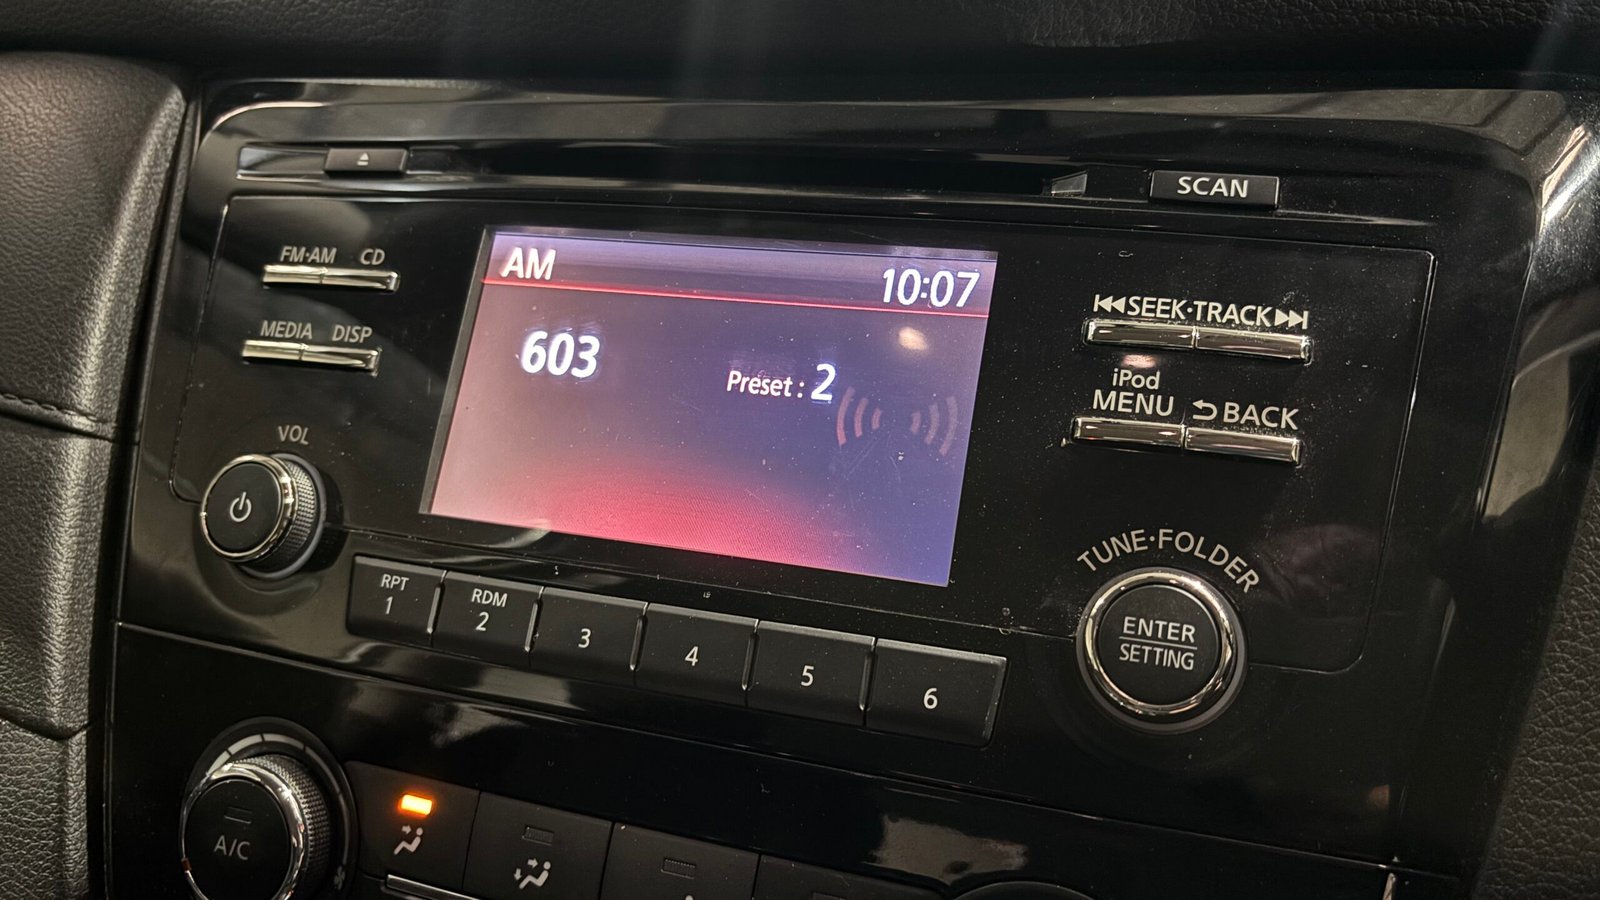 SCAN
FM·AM CD
AM 10:07
SEEK·TRACK
MEDIA DISP
603
Preset : 2
iPod
MENU BACK
VOL
TUNE·FOLDER
ENTER
SETTING
RPT
1
RDM
2
3
4
5
6
A/C